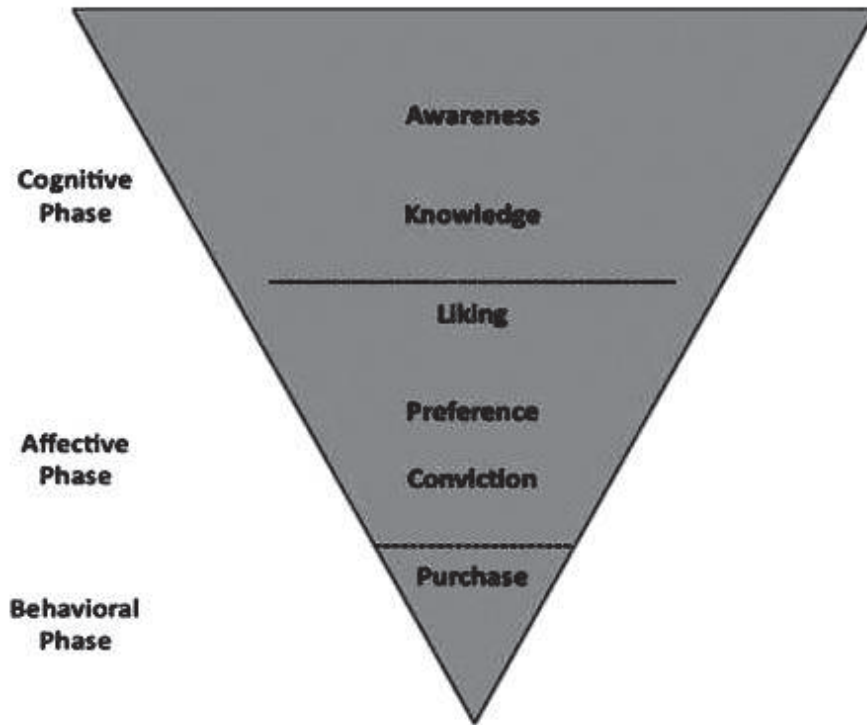 Awareness
Cognitive
Phase
Knowledge
Liking
Preference
Affective
Phase
Conviction
Purchase
Behavioral
Phase